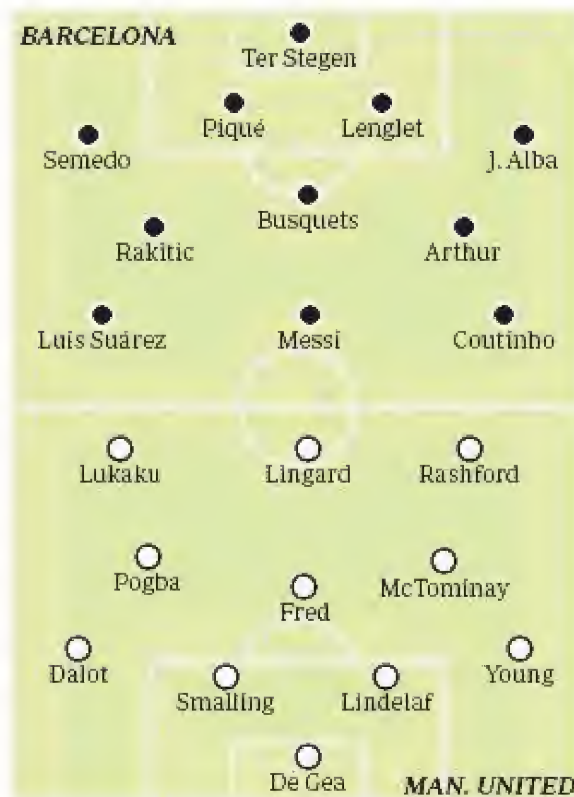 BARCELONA
Ter Stegen
Piqué
Lenglet
Semedo
J. Alba
Busquets
Rakitic
Arthur
Luis Suárez
Messi
Coutinho
Lukaku
Lingard
Rashford
Pogba
McTominay
Fred
Dalot
Young
Smalling
Lindelaf
De Gea
MAN. UNITED